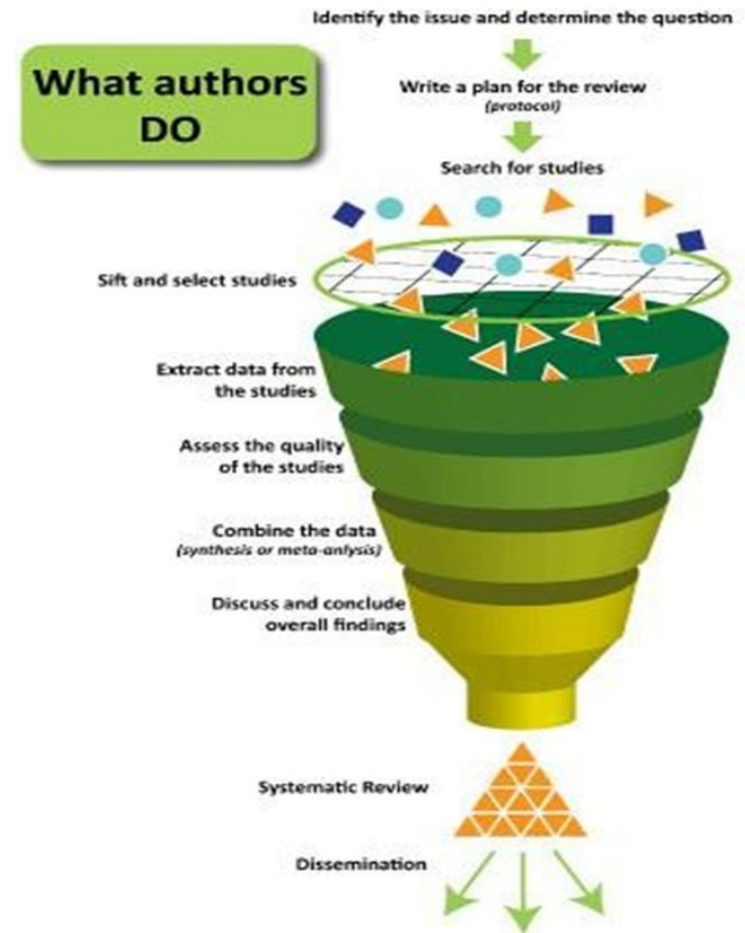 Identify the issue and determine the question
What authors
DO
Write a plan for the review
(protocol)
Search for studies
Sift and select studies
Extract data from
the studies
Assess the quality
of the studies
Combine the data
(synthesis or meta-anlysis)
Discuss and conclude
overall findings
Systematic Review
Dissemination